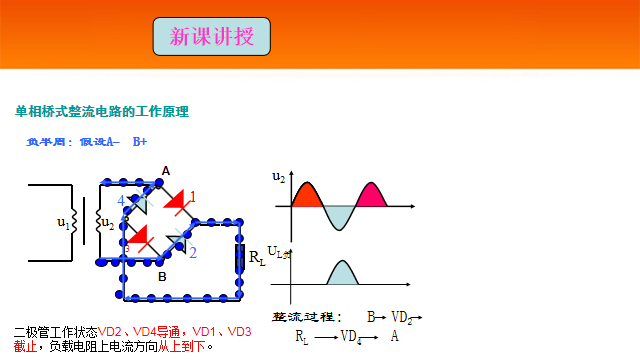 新课讲授
单相桥式整流电路的工作原理
负半周：假设A- B+
A
4
1
u2
u1
u2
3
2
RL
UL负
B
整流过程： B→ VD2→
RL → VD4→ A
二极管工作状态VD2、VD4导通，VD1、VD3
截止，负载电阻上电流方向从上到下。